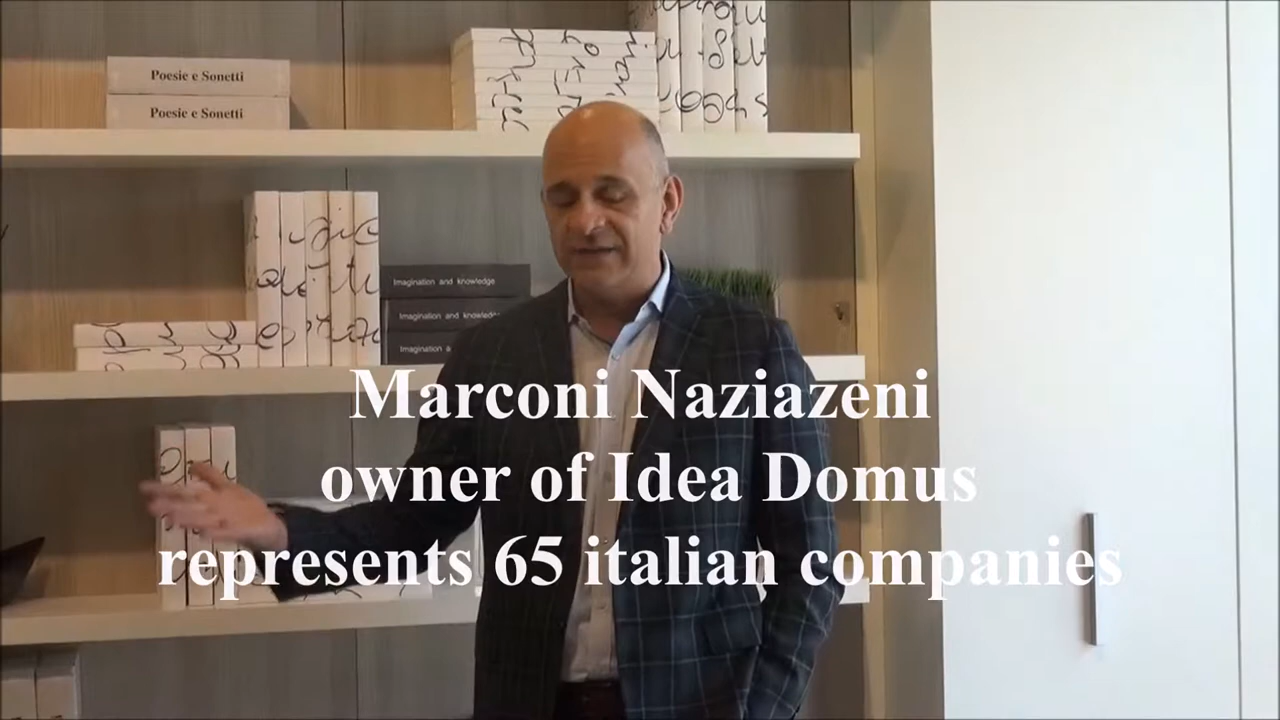 Poesie e Sonetti
Poesie e Sonetti
Imagination and knowledge
Imagination and knowledge
Imagination a
Marconi Naziazeni
owner of Idea Domus
represents 65 italian companies